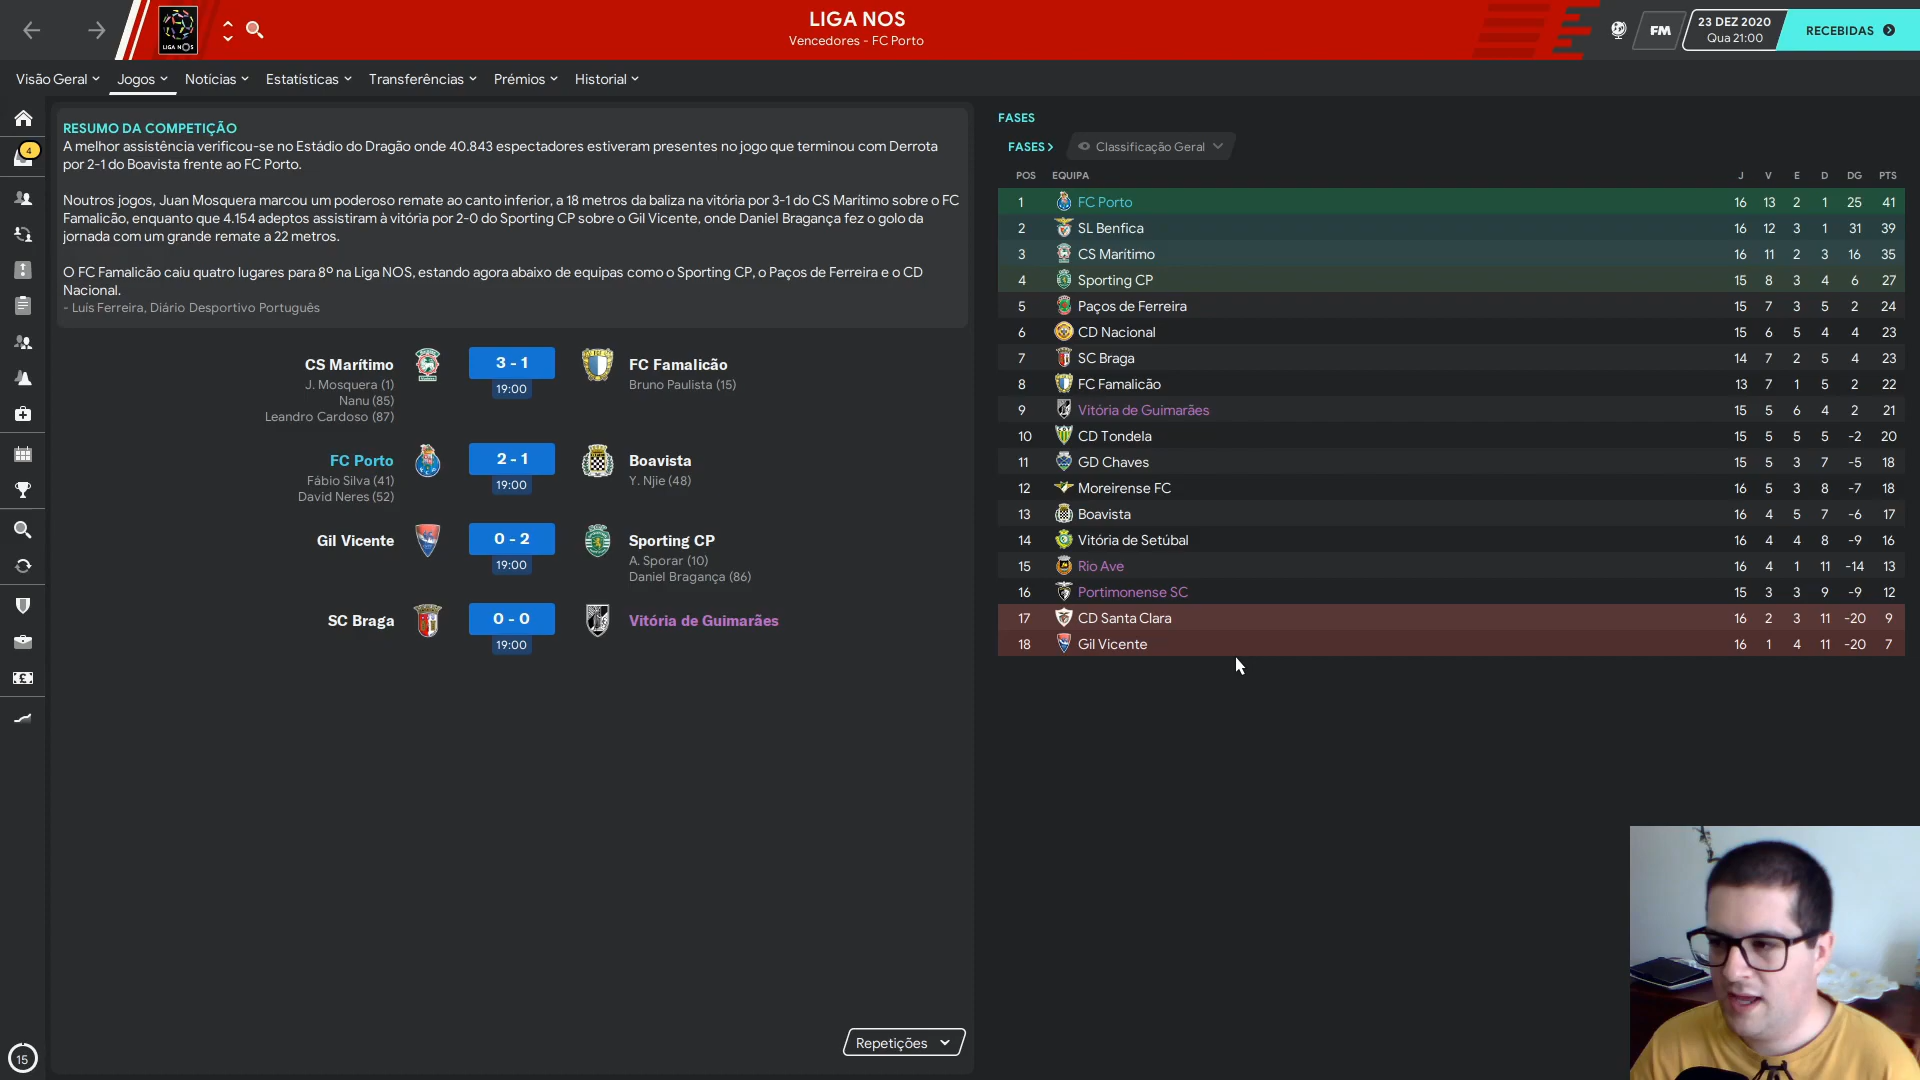 LIGA NOS
LIGA NOS
Vencedores - FC Porto
FM
23 DEZ 2020
Qua 21:00
RECEBIDAS
Visão Geral
Jogos
Notícias
Estatísticas
Transferências
Prémios
Historial
4
RESUMO DA COMPETIÇÃO
A melhor assistência verificou-se no Estádio do Dragão onde 40.843 espectadores estiveram presentes no jogo que terminou com Derrota
por 2-1 do Boavista frente ao FC Porto.
Noutros jogos, Juan Mosquera marcou um poderoso remate ao canto inferior, a 18 metros da baliza na vitória por 3-1 do CS Marítimo sobre o FC
Famalicão, enquanto que 4.154 adeptos assistiram à vitória por 2-0 do Sporting CP sobre o Gil Vicente, onde Daniel Bragança fez o golo da
jornada com um grande remate a 22 metros.
O FC Famalicão caiu quatro lugares para 8º na Liga NOS, estando agora abaixo de equipas como o Sporting CP, o Paços de Ferreira e o CD
Nacional.
- Luís Ferreira, Diário Desportivo Português
CS Marítimo 3 - 1 FC Famalicão
J. Mosquera (1) 19:00 Bruno Paulista (15)
Nanu (85)
Leandro Cardoso (87)
FC Porto 2 - 1 Boavista
Fábio Silva (41) 19:00 Y. Njie (48)
David Neres (52)
Gil Vicente 0 - 2 Sporting CP
19:00 A. Sporar (10)
Daniel Bragança (86)
SC Braga 0 - 0 Vitória de Guimarães
19:00
Repetições
15
FASES
FASES Classificação Geral
POS EQUIPA J V E D DG PTS
1 FC Porto 16 13 2 1 25 41
2 SL Benfica 16 12 3 1 31 39
3 CS Marítimo 16 11 2 3 16 35
4 Sporting CP 15 8 3 4 6 27
5 Paços de Ferreira 15 7 3 5 2 24
6 CD Nacional 15 6 5 4 4 23
7 SC Braga 14 7 2 5 4 23
8 FC Famalicão 13 7 1 5 2 22
9 Vitória de Guimarães 15 5 6 4 2 21
10 CD Tondela 15 5 5 5 -2 20
11 GD Chaves 15 5 3 7 -5 18
12 Moreirense FC 16 5 3 8 -7 18
13 Boavista 16 4 5 7 -6 17
14 Vitória de Setúbal 16 4 4 8 -9 16
15 Rio Ave 16 4 1 11 -14 13
16 Portimonense SC 15 3 3 9 -9 12
17 CD Santa Clara 16 2 3 11 -20 9
18 Gil Vicente 16 1 4 11 -20 7